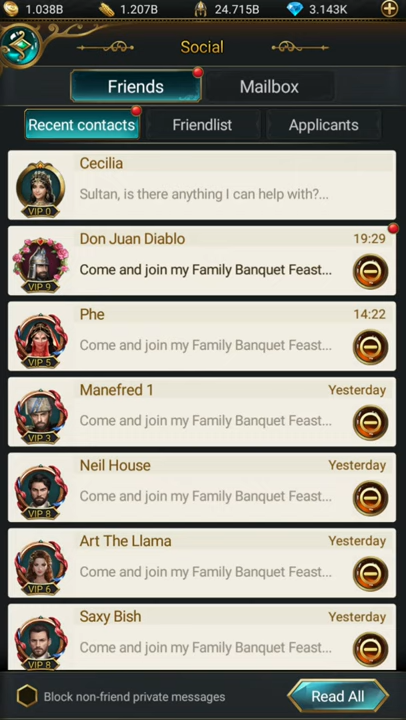 1.038B 1.207B 24.715B 3.143K
Social
Friends Mailbox
Recent contacts Friendlist Applicants
Cecilia
Sultan, is there anything I can help with?...
VIP 0
Don Juan Diablo 19:29
Come and join my Family Banquet Feast...
VIP 9
Phe 14:22
Come and join my Family Banquet Feast...
VIP 5
Manefred 1 Yesterday
Come and join my Family Banquet Feast...
VIP 3
Neil House Yesterday
Come and join my Family Banquet Feast...
VIP 8
Art The Llama Yesterday
Come and join my Family Banquet Feast...
VIP 6
Saxy Bish Yesterday
Come and join my Family Banquet Feast...
VIP 8
Block non-friend private messages Read All